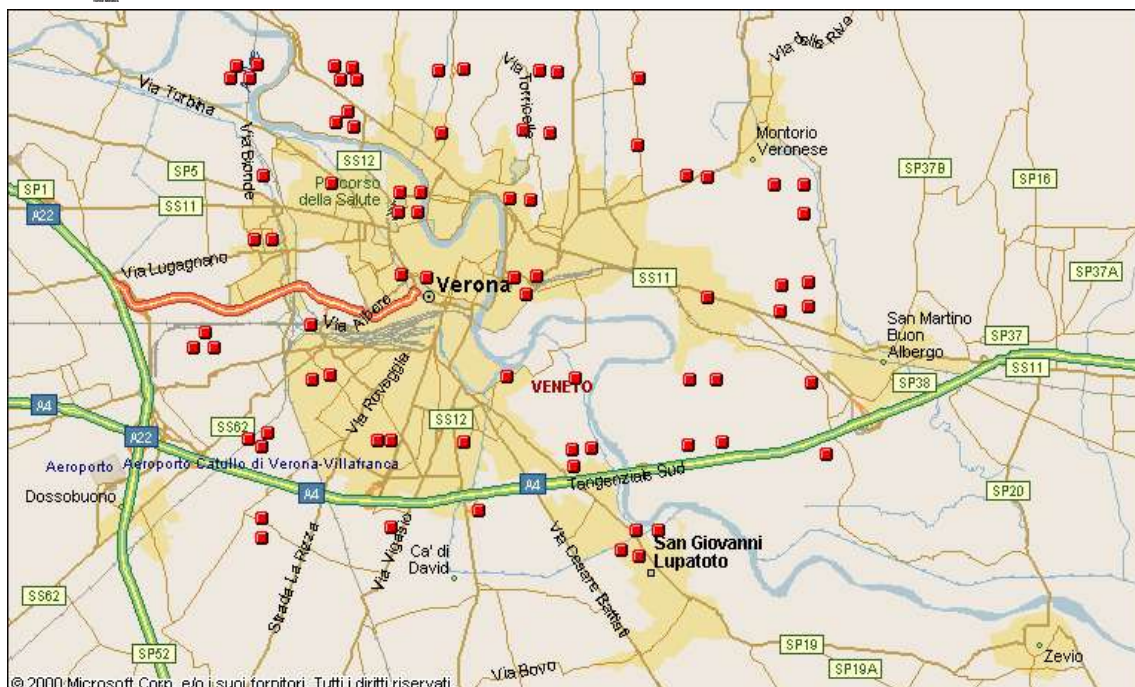 Via delle Riva
Via Turbina
Via Torricelle
Montorio
Veronese
SS12
Via Bionde
SP5
SP37B
SP16
SP1
Percorso
della Salute
SS11
A22
Via Lugagnano
SS11
SP37A
Verona
Via Albere
San Martino
Buon
Albergo
SP37
SS11
Via Roveggia
VENETO
SP38
A4
SS62
SS12
A22
Aeroporto
Aeroporto Catullo di Verona-Villafranca
Tangenziale Sud
A4
A4
Dossobuono
SP20
Strada La Rizza
Via Vigasio
Ca' di
David
Via Cesare Battisti
San Giovanni
Lupatoto
SS62
SP52
SP19
SP19A
Zevio
Via Bovo
© 2000 Microsoft Corp. e/o i suoi fornitori. Tutti i diritti riservati.